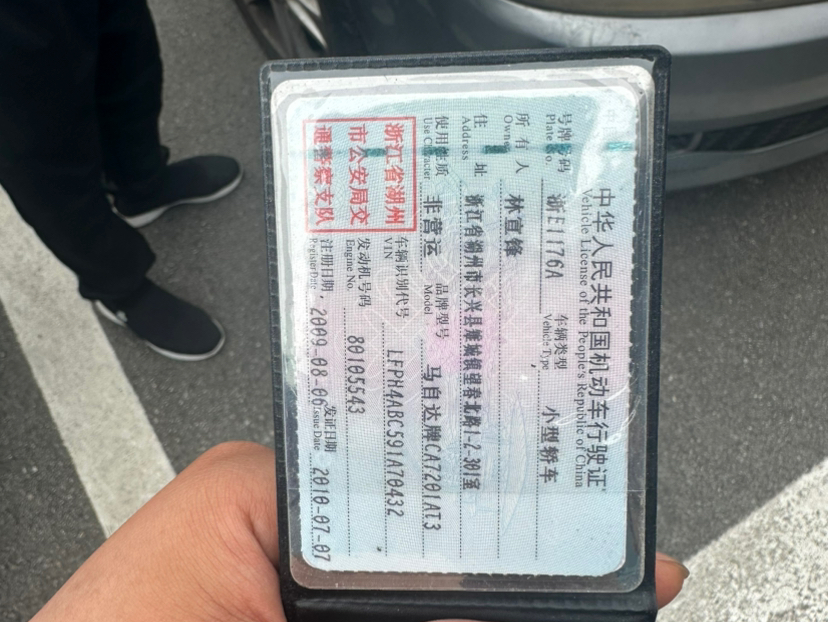 中华人民共和国机动车行驶证
Vehicle License of the People's Republic of China
号牌号码 浙E1176A 车辆类型 小型轿车
Plate No. Vehicle Type
所有人 林宣锋
Owner
住址 浙江省湖州市长兴县雉城镇望春北路1-2-301室
Address
使用性质 非营运 品牌型号 马自达牌CA7201AT3
Use Character Model
浙江省湖州
市公安局交
通警察支队
车辆识别代号 LFPH4ABC591A70432
VIN
发动机号码 80105543
Engine No.
注册日期 2009-08-06 发证日期 2010-07-07
Register Date Issue Date